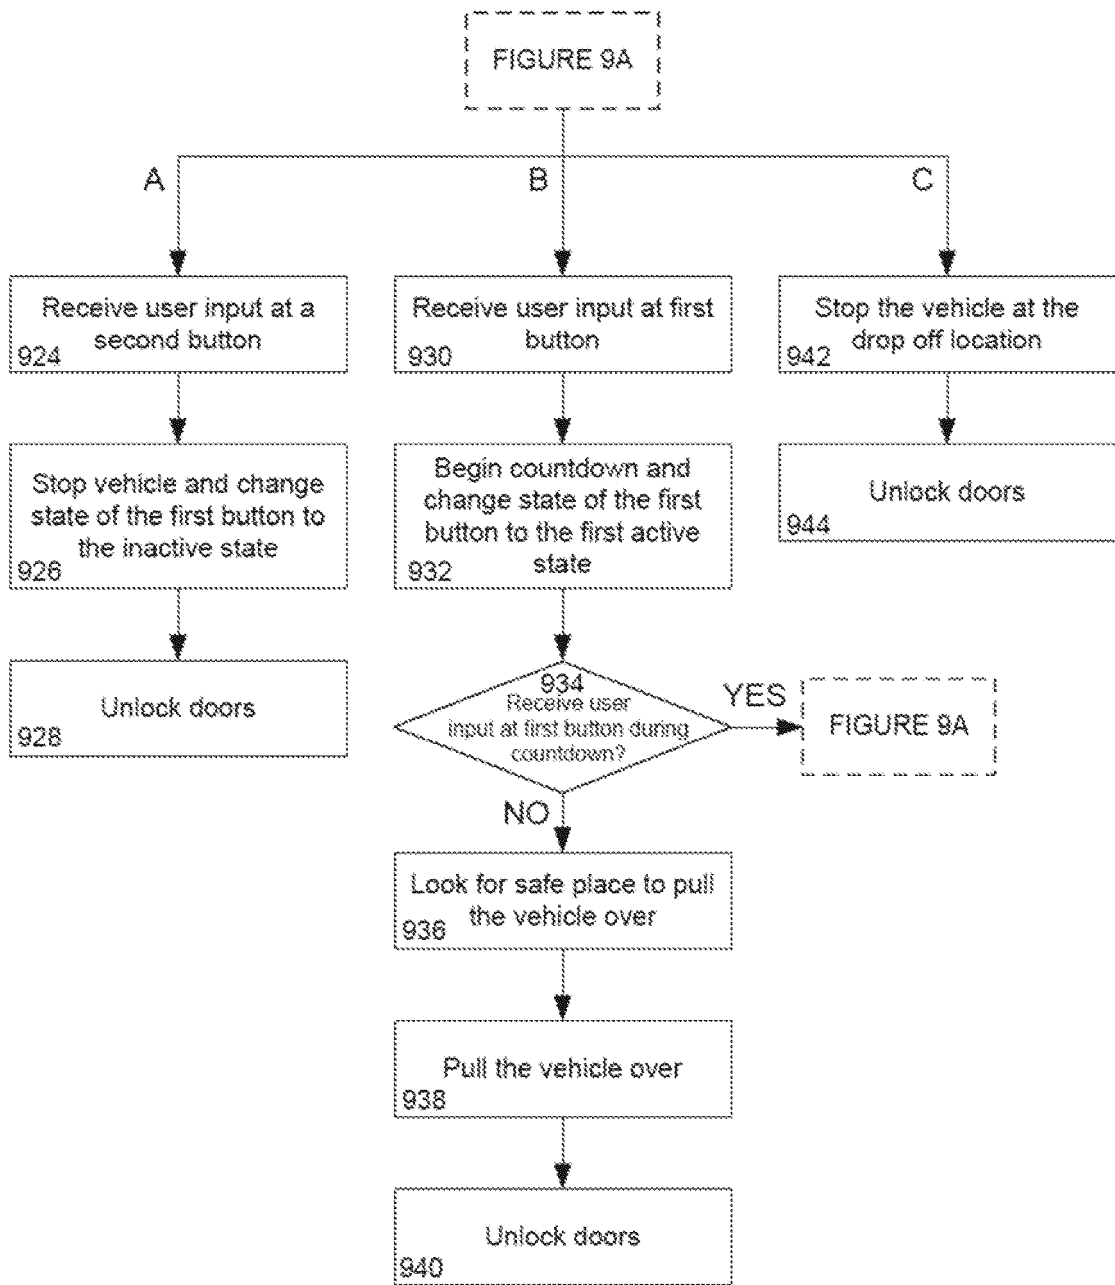 FIGURE 9A
A
B
C
Receive user input at a
second button
924
Receive user input at first
button
930
Stop the vehicle at the
drop off location
942
Stop vehicle and change
state of the first button to
the inactive state
926
Begin countdown and
change state of the first
button to the first active
state
932
Unlock doors
944
Unlock doors
928
934
Receive user
input at first button during
countdown?
YES
FIGURE 9A
NO
Look for safe place to pull
the vehicle over
936
Pull the vehicle over
938
Unlock doors
940